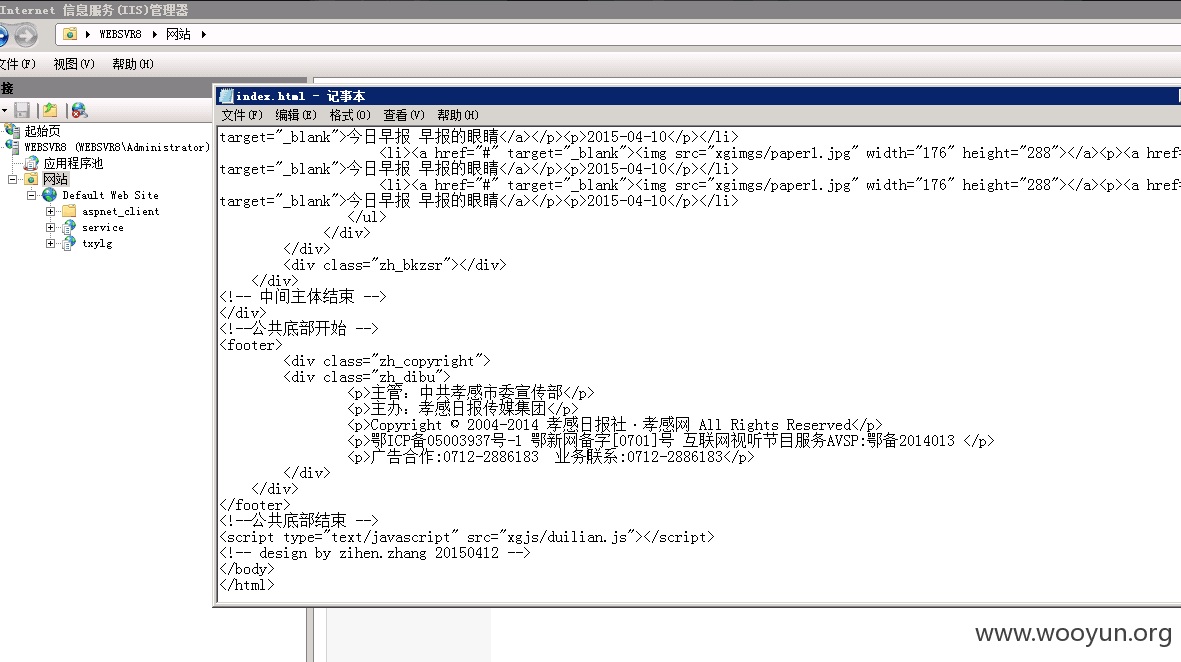 Internet 信息服务(IIS)管理器
WEBSVR8 网站
文件(F) 视图(V) 帮助(H)
接
起始页
WEBSVR8 (WEBSVR8\Administrator)
应用程序池
网站
Default Web Site
aspnet_client
service
txylg
index.html - 记事本
文件(F) 编辑(E) 格式(O) 查看(V) 帮助(H)
target="_blank">今日早报 早报的眼睛</a></p><p>2015-04-10</p></li>
<li><a href="#" target="_blank"><img src="xgimgs/paper1.jpg" width="176" height="288"></a><p><a href
target="_blank">今日早报 早报的眼睛</a></p><p>2015-04-10</p></li>
<li><a href="#" target="_blank"><img src="xgimgs/paper1.jpg" width="176" height="288"></a><p><a href
target="_blank">今日早报 早报的眼睛</a></p><p>2015-04-10</p></li>
</ul>
</div>
</div>
<div class="zh_bkzsr"></div>
</div>
<!-- 中间主体结束 -->
</div>
<!--公共底部开始 -->
<footer>
<div class="zh_copyright">
<div class="zh_dibu">
<p>主管：中共孝感市委宣传部</p>
<p>主办：孝感日报传媒集团</p>
<p>Copyright © 2004-2014 孝感日报社·孝感网 All Rights Reserved</p>
<p>鄂ICP备05003937号-1 鄂新网备字[0701]号 互联网视听节目服务AVSP:鄂备2014013 </p>
<p>广告合作:0712-2886183 业务联系:0712-2886183</p>
</div>
</div>
</footer>
<!--公共底部结束 -->
<script type="text/javascript" src="xgjs/duilian.js"></script>
<!-- design by zihen.zhang 20150412 -->
</body>
</html>
www.wooyun.org